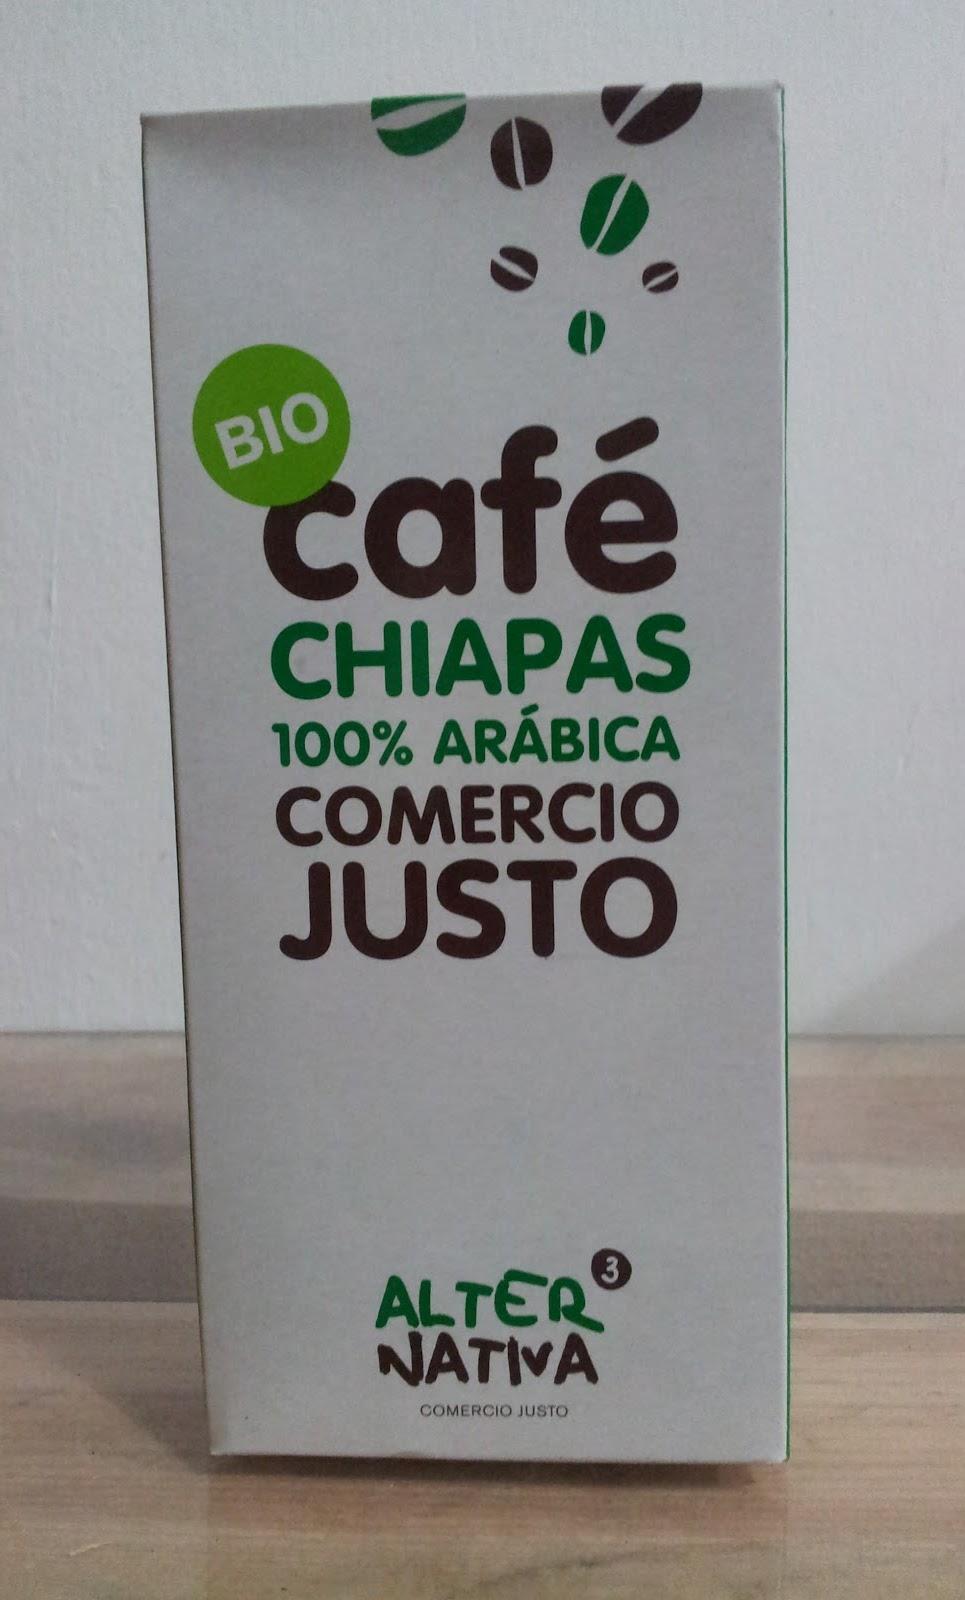 BIO
café
CHIAPAS
100% ARÁBICA
COMERCIO
JUSTO
ALTER 3
NATIVA
COMERCIO JUSTO